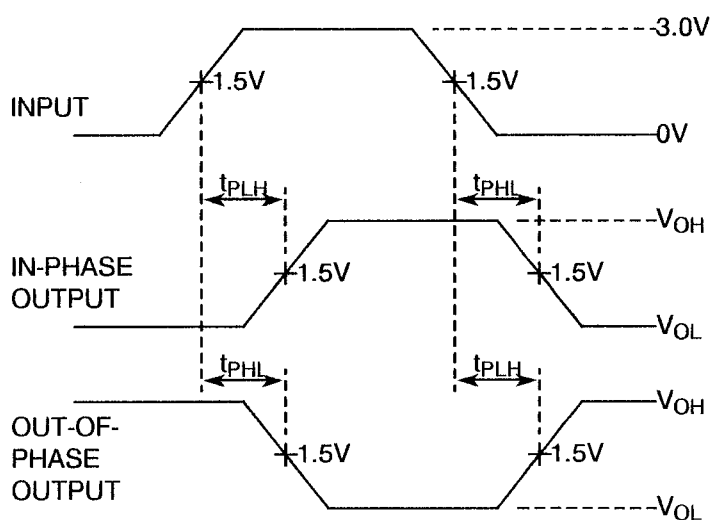 3.0V
1.5V
1.5V
INPUT
0V
tPLH
tPHL
VOH
IN-PHASE
OUTPUT
1.5V
1.5V
VOL
tPHL
tPLH
VOH
OUT-OF-
PHASE
OUTPUT
1.5V
1.5V
VOL